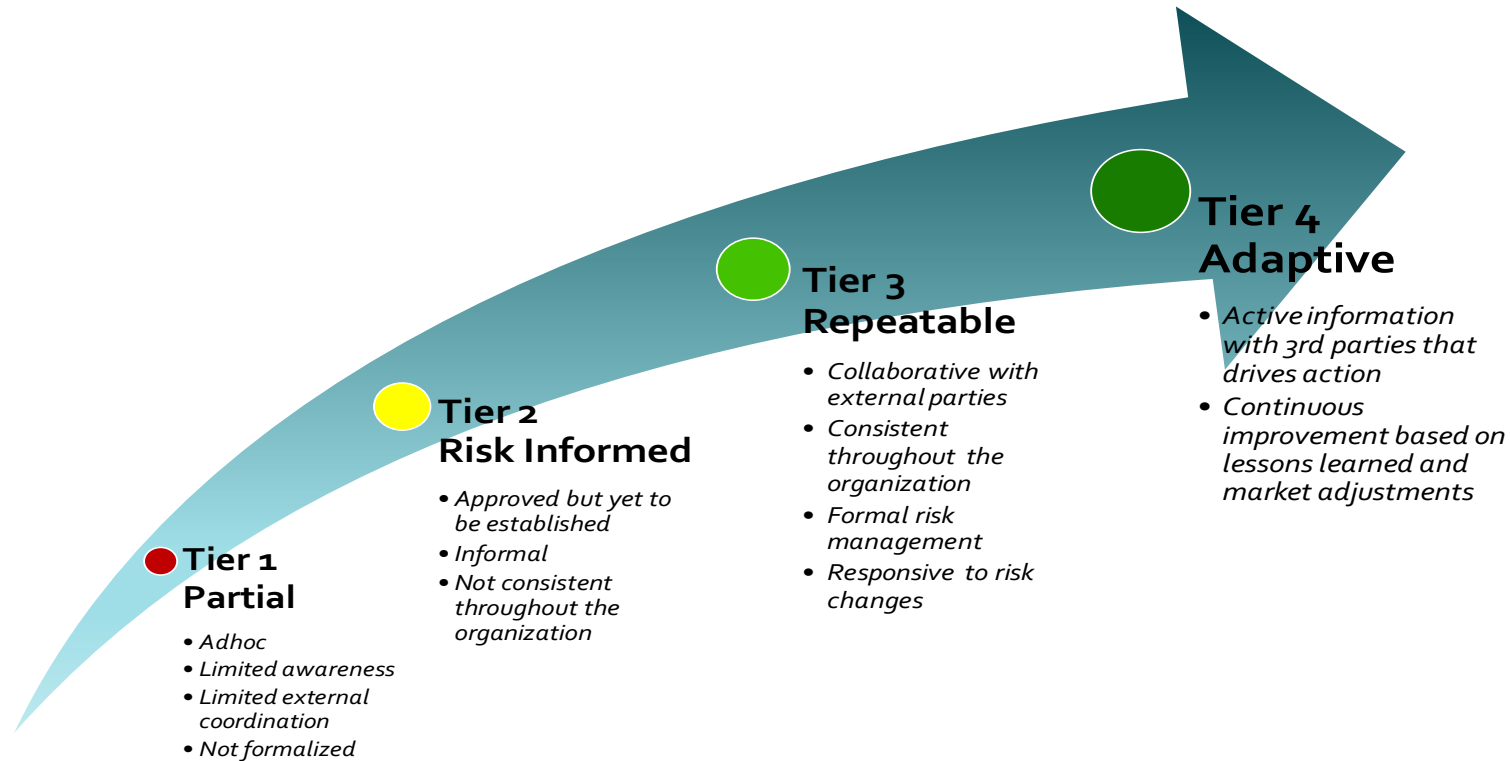 Tier 1
Partial
• Adhoc
• Limited awareness
• Limited external
coordination
• Not formalized
Tier 2
Risk Informed
• Approved but yet to
be established
• Informal
• Not consistent
throughout the
organization
Tier 3
Repeatable
• Collaborative with
external parties
• Consistent
throughout the
organization
• Formal risk
management
• Responsive to risk
changes
Tier 4
Adaptive
• Active information
with 3rd parties that
drives action
• Continuous
improvement based on
lessons learned and
market adjustments